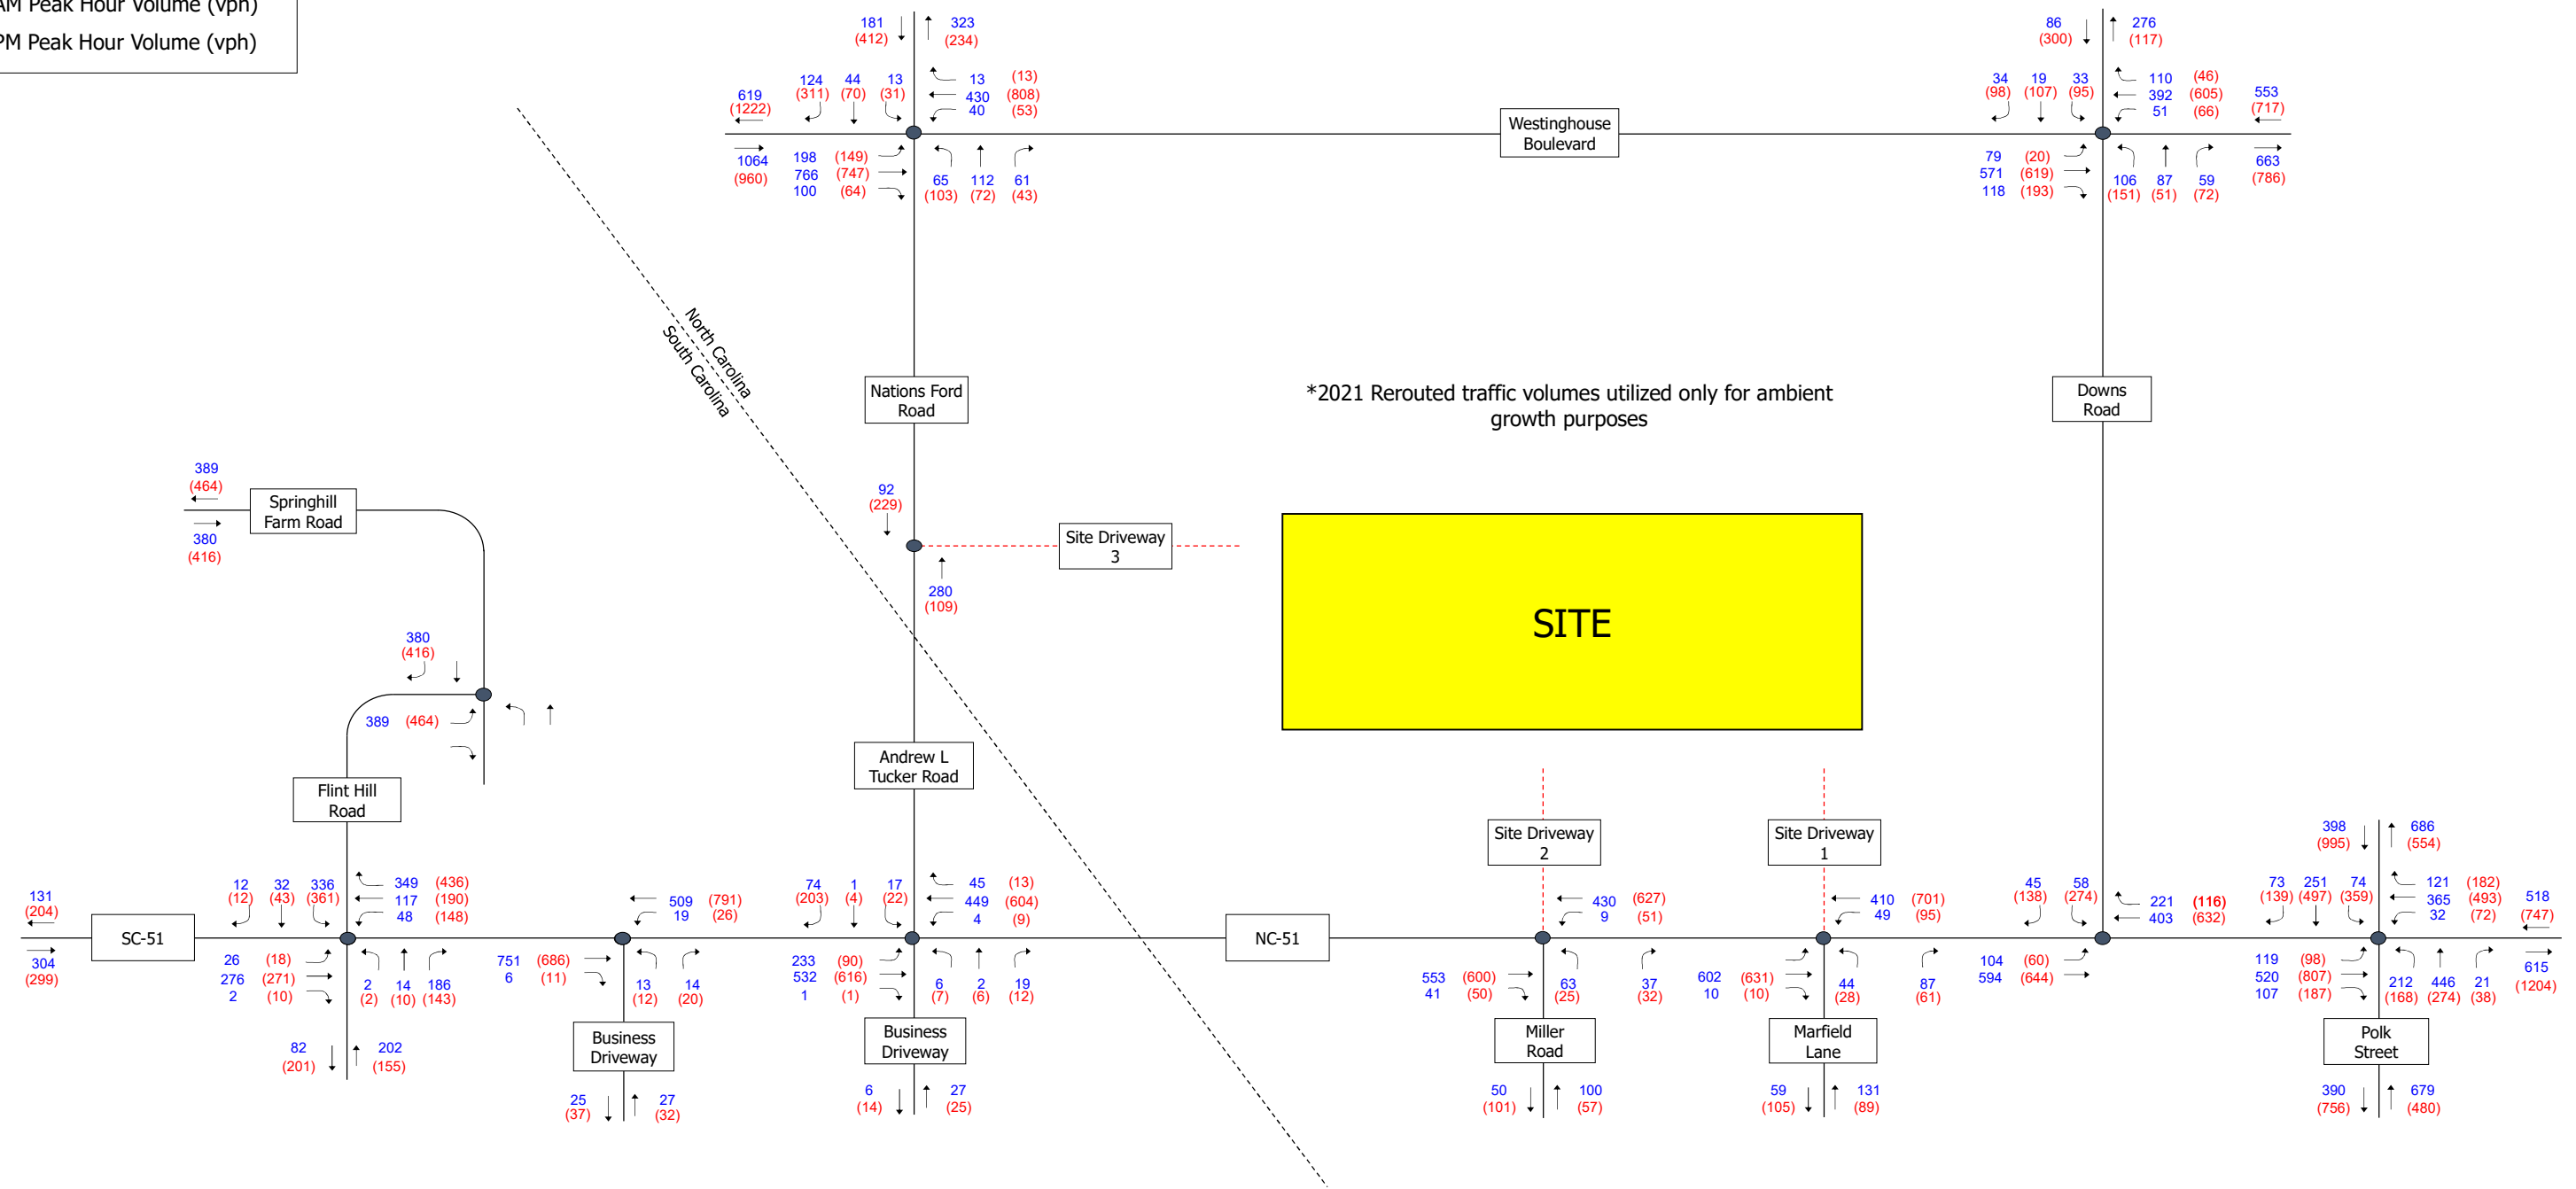 AM Peak Hour Volume (vph)
PM Peak Hour Volume (vph)
181 323
(412) (234)
124 44 13
(311) (70) (31)
13 (13)
430 (808)
40 (53)
619
(1222)
1064
(960)
198 (149)
766 (747)
100 (64)
65 112 61
(103) (72) (43)
Westinghouse
Boulevard
86 276
(300) (117)
34 19 33
(98) (107) (95)
110 (46)
392 (605)
51 (66)
553
(717)
79 (20)
571 (619)
118 (193)
106 87 59
(151) (51) (72)
663
(786)
North Carolina
South Carolina
Nations Ford
Road
*2021 Rerouted traffic volumes utilized only for ambient
growth purposes
Downs
Road
389
(464)
Springhill
Farm Road
380
(416)
92
(229)
Site Driveway
3
280
(109)
SITE
380
(416)
389 (464)
Flint Hill
Road
Andrew L
Tucker Road
Site Driveway
2
Site Driveway
1
398 686
(995) (554)
131
(204)
SC-51
304
(299)
12 32 336
(12) (43) (361)
349 (436)
117 (190)
48 (148)
26 (18)
276 (271)
2 (10)
2 14 186
(2) (10) (143)
82 202
(201) (155)
509 (791)
19 (26)
751 (686)
6 (11)
13 14
(12) (20)
Business
Driveway
25 27
(37) (32)
74 1 17
(203) (4) (22)
45 (13)
449 (604)
4 (9)
233 (90)
532 (616)
1 (1)
6 2 19
(7) (6) (12)
Business
Driveway
6 27
(14) (25)
NC-51
430 (627)
9 (51)
553 (600)
41 (50)
63 37
(25) (32)
Miller
Road
50 100
(101) (57)
410 (701)
49 (95)
602 (631)
10 (10)
44 87
(28) (61)
Marfield
Lane
59 131
(105) (89)
45 58
(138) (274)
221 (116)
403 (632)
104 (60)
594 (644)
73 251 74
(139) (497) (359)
121 (182)
365 (493)
32 (72)
518
(747)
119 (98)
520 (807)
107 (187)
212 446 21
(168) (274) (38)
615
(1204)
Polk
Street
390 679
(756) (480)